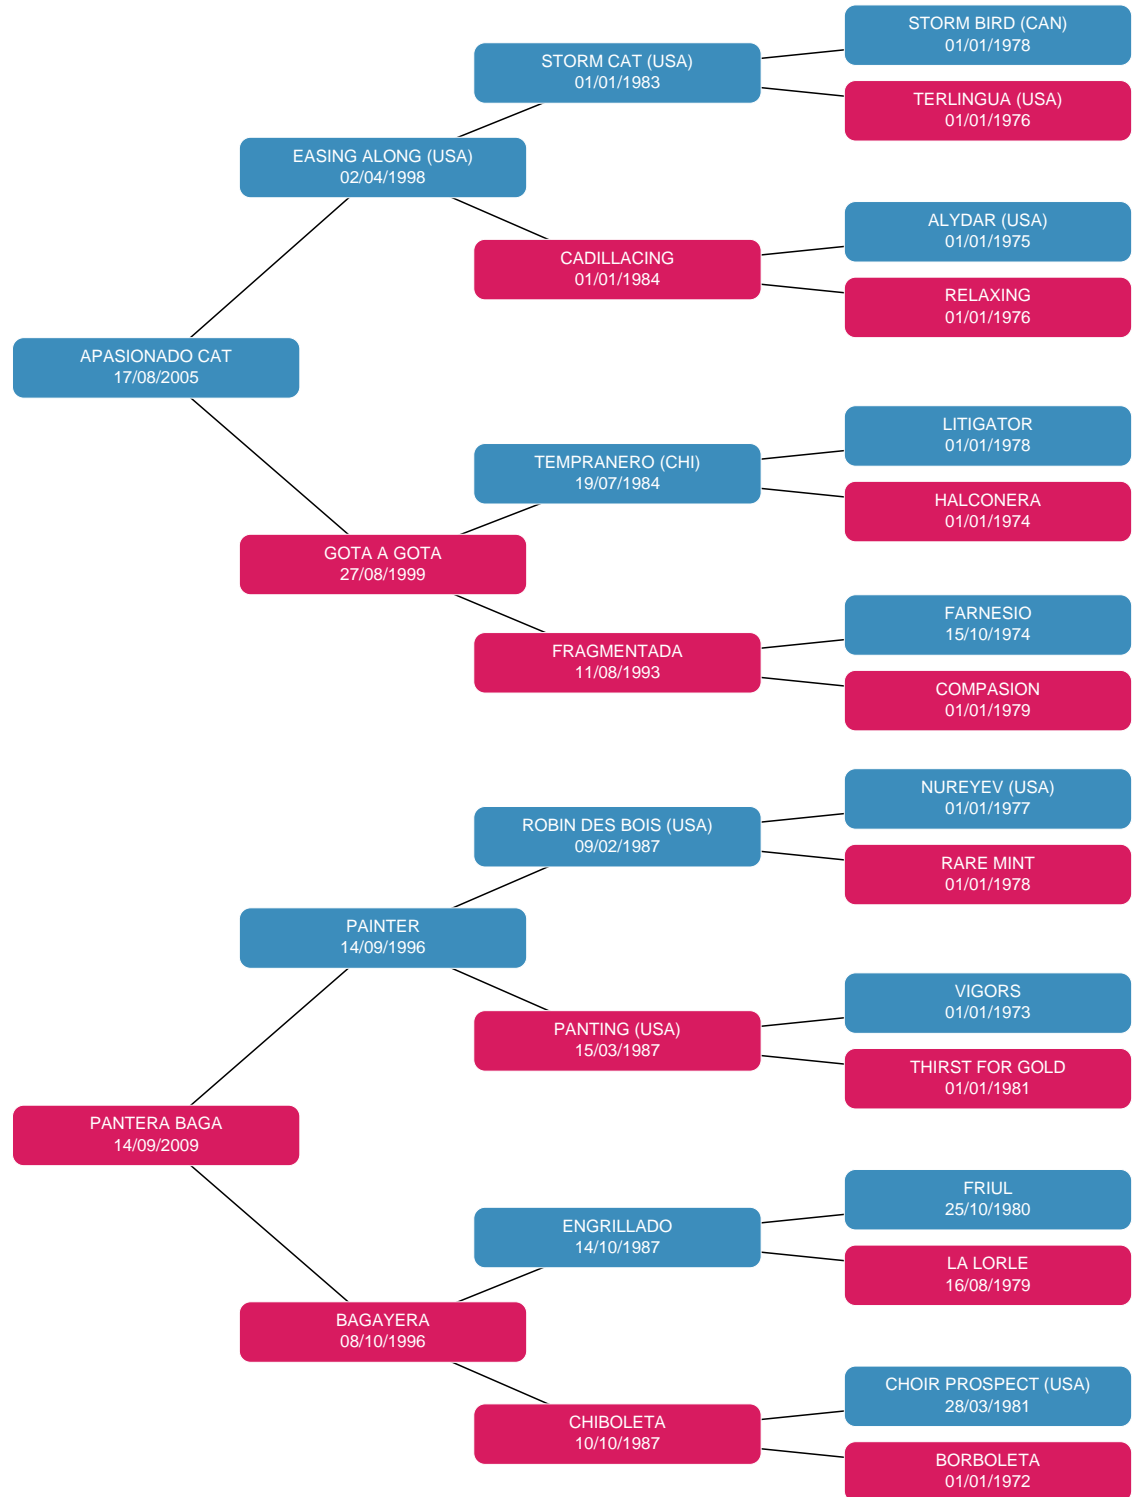 STORM BIRD (CAN)
01/01/1978
STORM CAT (USA)
01/01/1983
TERLINGUA (USA)
01/01/1976
EASING ALONG (USA)
02/04/1998
ALYDAR (USA)
01/01/1975
CADILLACING
01/01/1984
RELAXING
01/01/1976
APASIONADO CAT
17/08/2005
LITIGATOR
01/01/1978
TEMPRANERO (CHI)
19/07/1984
HALCONERA
01/01/1974
GOTA A GOTA
27/08/1999
FARNESIO
15/10/1974
FRAGMENTADA
11/08/1993
COMPASION
01/01/1979
NUREYEV (USA)
01/01/1977
ROBIN DES BOIS (USA)
09/02/1987
RARE MINT
01/01/1978
PAINTER
14/09/1996
VIGORS
01/01/1973
PANTING (USA)
15/03/1987
THIRST FOR GOLD
01/01/1981
PANTERA BAGA
14/09/2009
FRIUL
25/10/1980
ENGRILLADO
14/10/1987
LA LORLE
16/08/1979
BAGAYERA
08/10/1996
CHOIR PROSPECT (USA)
28/03/1981
CHIBOLETA
10/10/1987
BORBOLETA
01/01/1972